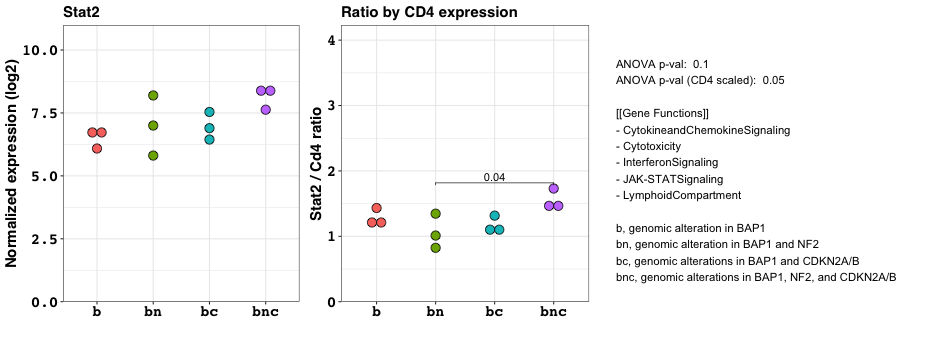 Stat2
Normalized expression (log2)
10.0
7.5
5.0
2.5
0.0
b
bn
bc
bnc
Ratio by CD4 expression
Stat2 / Cd4 ratio
4
3
2
1
0
0.04
b
bn
bc
bnc
ANOVA p-val: 0.1
ANOVA p-val (CD4 scaled): 0.05
[[Gene Functions]]
- CytokineandChemokineSignaling
- Cytotoxicity
- InterferonSignaling
- JAK-STATSignaling
- LymphoidCompartment
b, genomic alteration in BAP1
bn, genomic alteration in BAP1 and NF2
bc, genomic alterations in BAP1 and CDKN2A/B
bnc, genomic alterations in BAP1, NF2, and CDKN2A/B